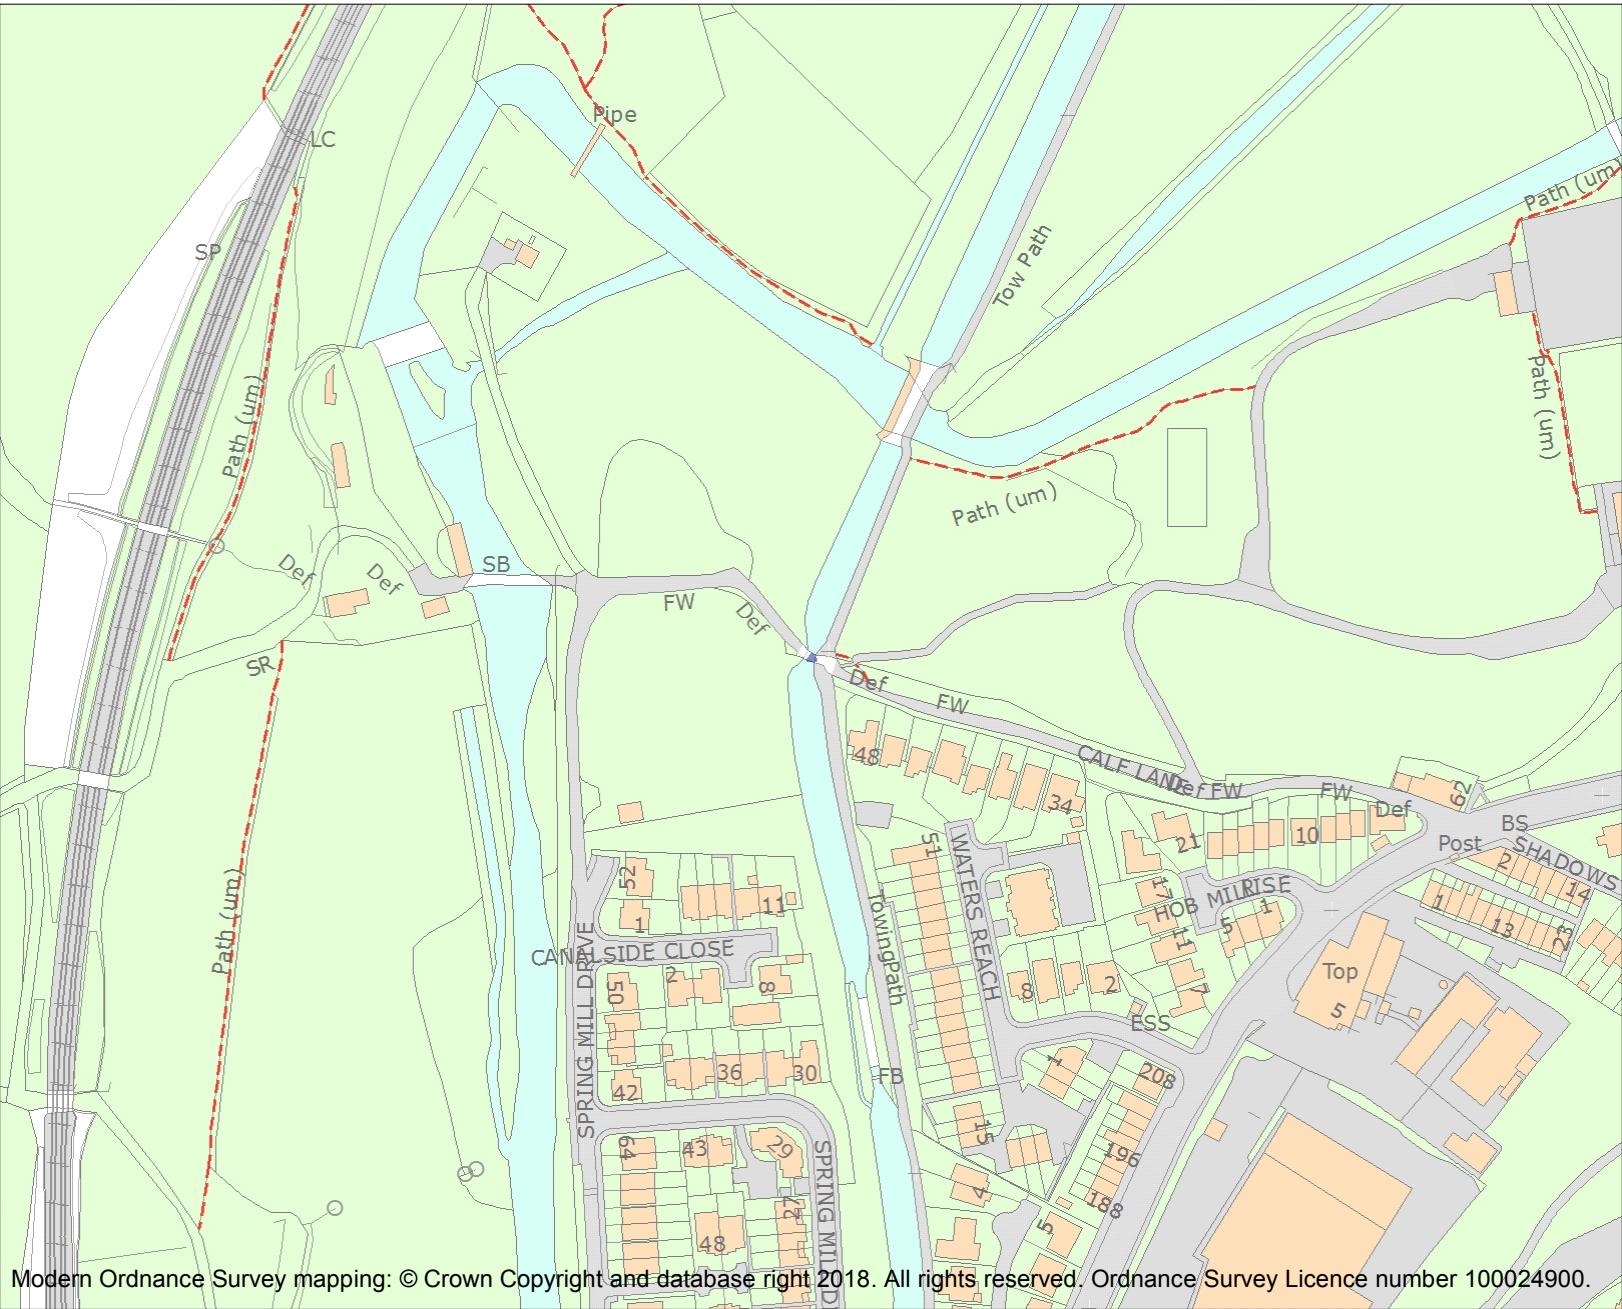 Pipe
LC
Path (um)
SP
Tow Path
Path (um)
Path (um)
Path (um)
SB
Def
Def
FW
Def
SR
Def
FW
48
CALF LANE
Def FW
FW
62
34
Def
BS
Post
SHADOWS
21
10
2
14
52
51
WATERS REACH
17
RISE
HOB MILL
1
1
11
1
5
13
23
CANALSIDE CLOSE
SPRING MILL DRIVE
Towing Path
11
Path (um)
2
8
50
8
2
7
Top
5
ESS
36
30
42
FB
1
208
64
43
29
15
196
SPRING MILL DR
27
4
188
5
48
Modern Ordnance Survey mapping: © Crown Copyright and database right 2018. All rights reserved. Ordnance Survey Licence number 100024900.